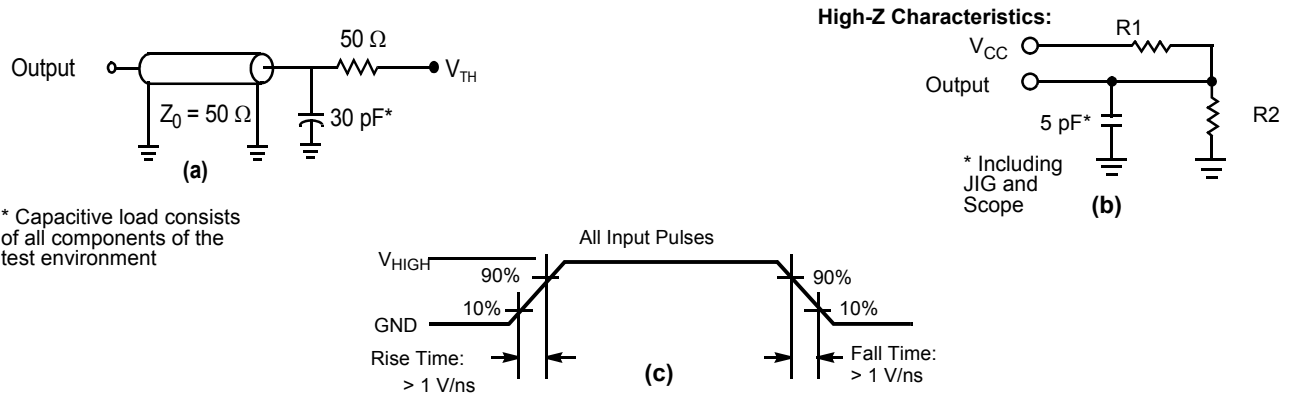 50 Ω
Output
V_TH
Z_0 = 50 Ω
30 pF*
(a)
* Capacitive load consists
of all components of the
test environment
High-Z Characteristics:
R1
V_CC
Output
5 pF*
R2
* Including
JIG and
Scope
(b)
All Input Pulses
V_HIGH
90%
90%
10%
10%
GND
Rise Time:
> 1 V/ns
(c)
Fall Time:
> 1 V/ns